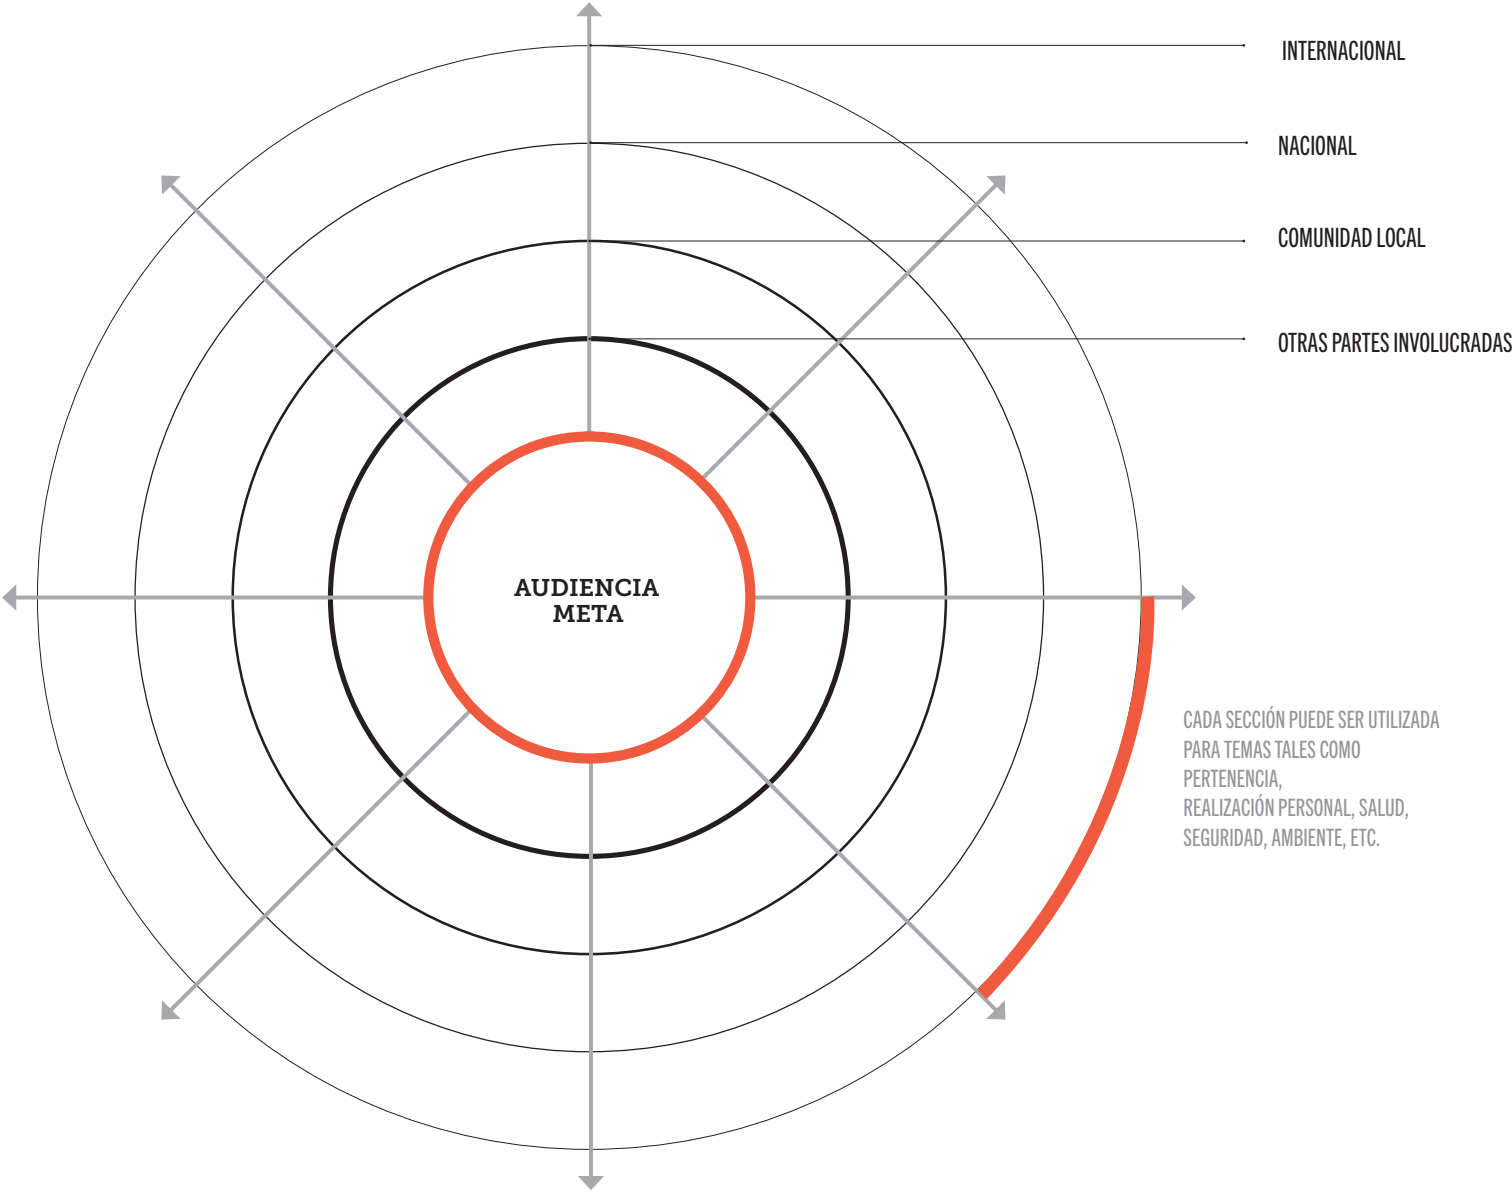 INTERNACIONAL
NACIONAL
COMUNIDAD LOCAL
OTRAS PARTES INVOLUCRADAS
AUDIENCIA
META
CADA SECCIÓN PUEDE SER UTILIZADA
PARA TEMAS TALES COMO
PERTENENCIA,
REALIZACIÓN PERSONAL, SALUD,
SEGURIDAD, AMBIENTE, ETC.